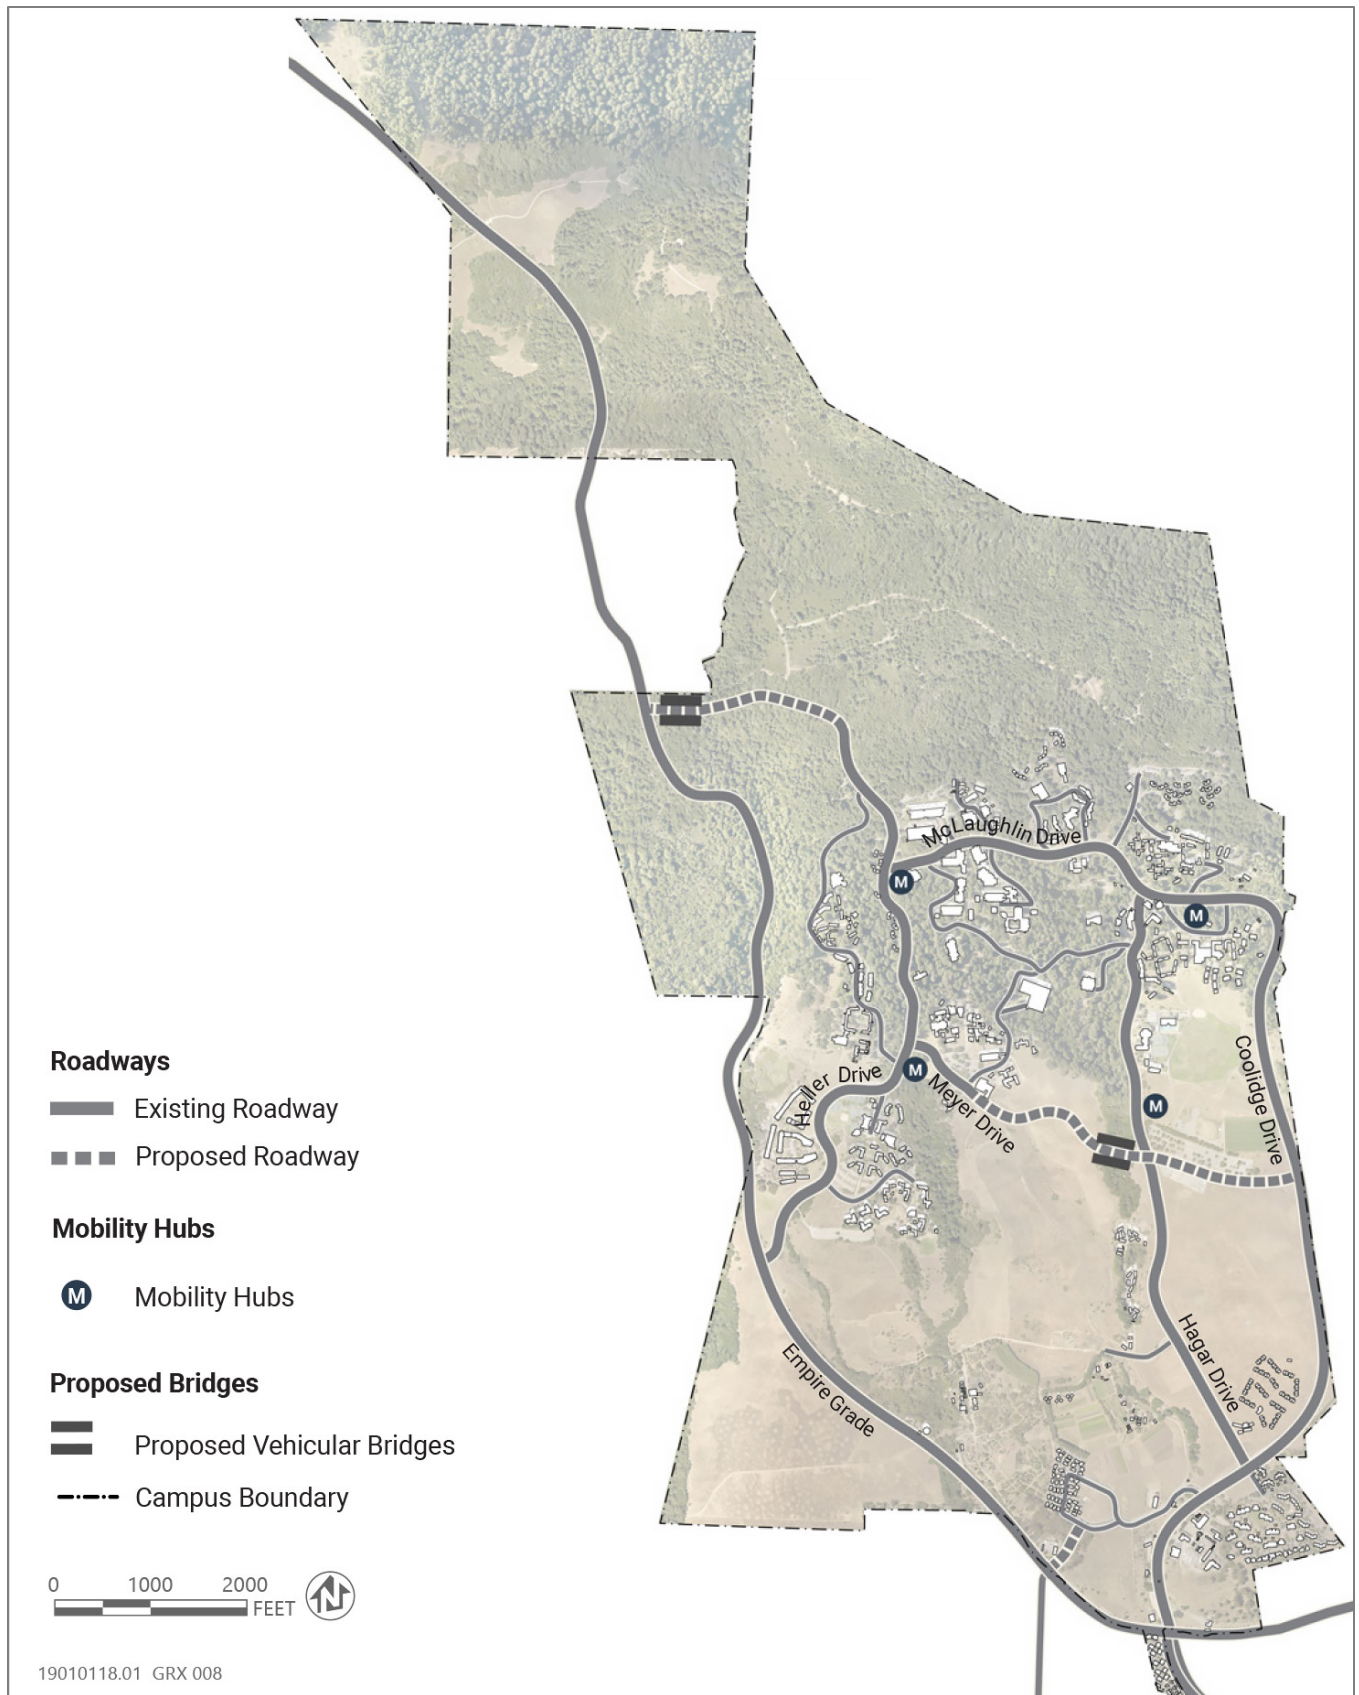 McLaughlin Drive
M
M
Coolidge Drive
Heller Drive
M
Meyer Drive
M
Hagar Drive
Empire Grade
Roadways
Existing Roadway
Proposed Roadway
Mobility Hubs
M
Mobility Hubs
Proposed Bridges
Proposed Vehicular Bridges
Campus Boundary
0 1000 2000
FEET
N
19010118.01 GRX 008